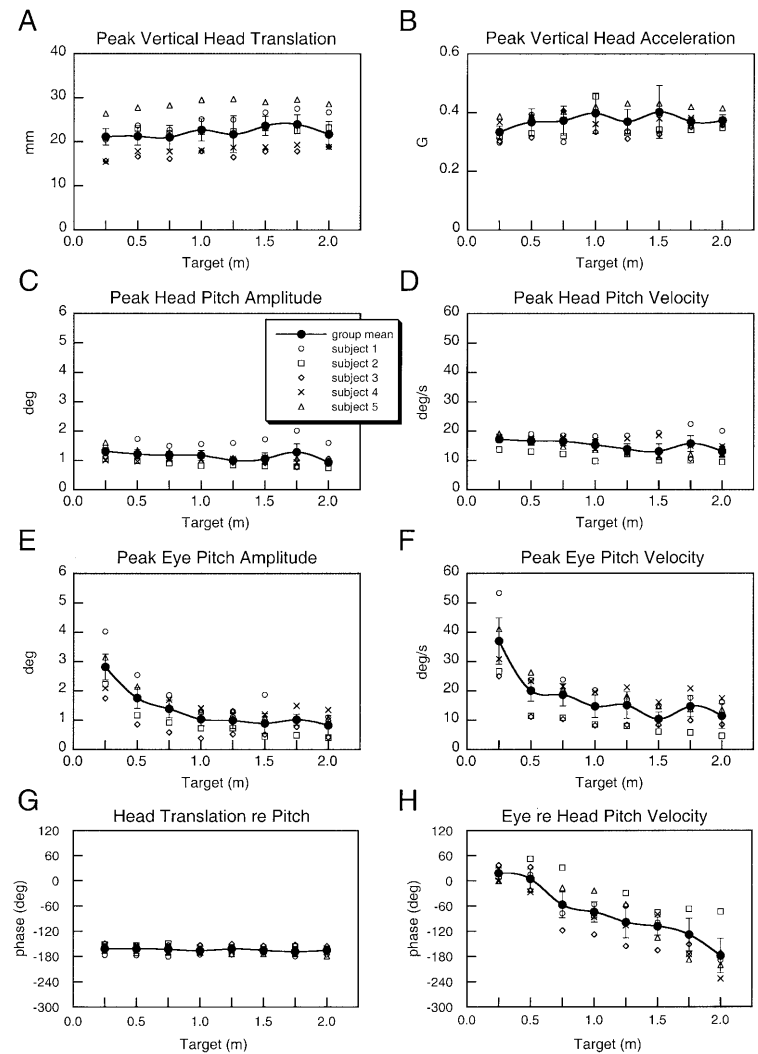 A
Peak Vertical Head Translation
40
30
20
10
0
mm
0.0 0.5 1.0 1.5 2.0
Target (m)
B
Peak Vertical Head Acceleration
0.6
0.4
0.2
0
G
0.0 0.5 1.0 1.5 2.0
Target (m)
C
Peak Head Pitch Amplitude
6
5
4
3
2
1
0
deg
0.0 0.5 1.0 1.5 2.0
Target (m)
group mean
subject 1
subject 2
subject 3
subject 4
subject 5
D
Peak Head Pitch Velocity
60
50
40
30
20
10
0
deg/s
0.0 0.5 1.0 1.5 2.0
Target (m)
E
Peak Eye Pitch Amplitude
6
5
4
3
2
1
0
deg
0.0 0.5 1.0 1.5 2.0
Target (m)
F
Peak Eye Pitch Velocity
60
50
40
30
20
10
0
deg/s
0.0 0.5 1.0 1.5 2.0
Target (m)
G
Head Translation re Pitch
120
60
0
-60
-120
-180
-240
-300
phase (deg)
0.0 0.5 1.0 1.5 2.0
Target (m)
H
Eye re Head Pitch Velocity
120
60
0
-60
-120
-180
-240
-300
phase (deg)
0.0 0.5 1.0 1.5 2.0
Target (m)